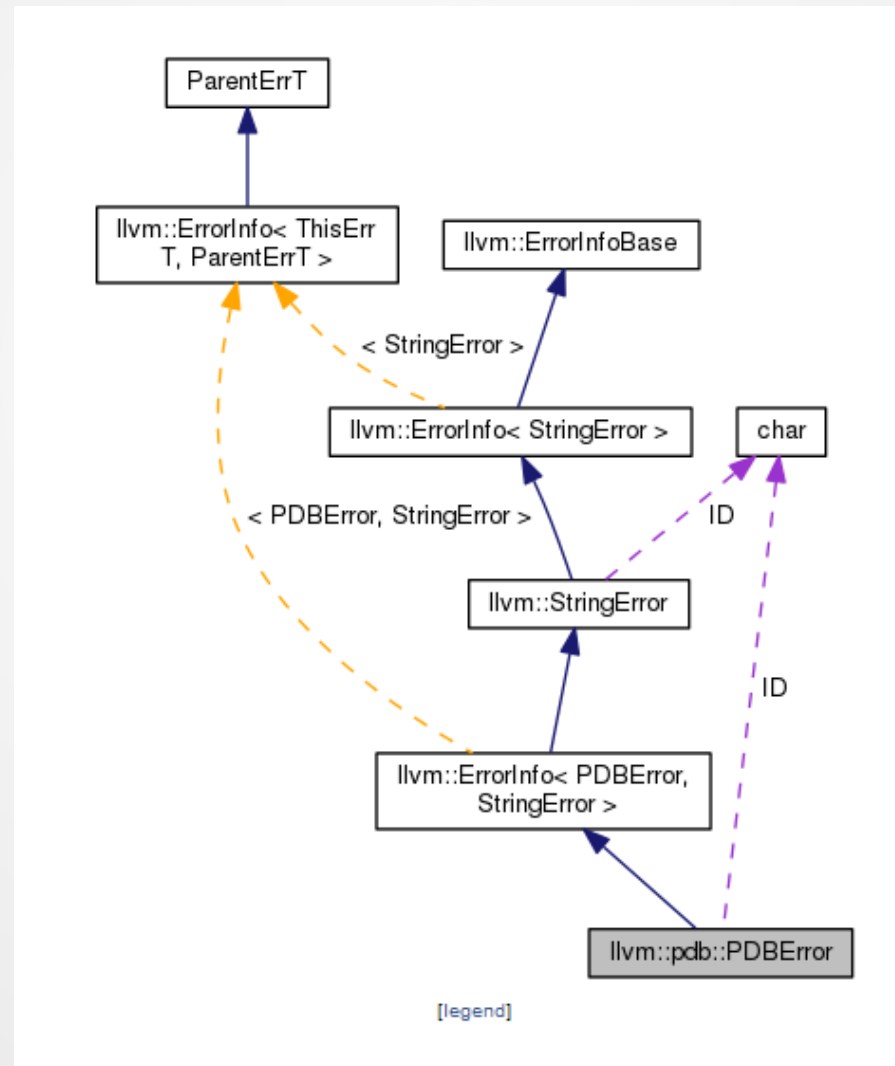 ParentErrT
llvm::ErrorInfo< ThisErr
T, ParentErrT >
llvm::ErrorInfoBase
< StringError >
llvm::ErrorInfo< StringError >
char
< PDBError, StringError >
ID
llvm::StringError
ID
llvm::ErrorInfo< PDBError,
StringError >
llvm::pdb::PDBError
[legend]